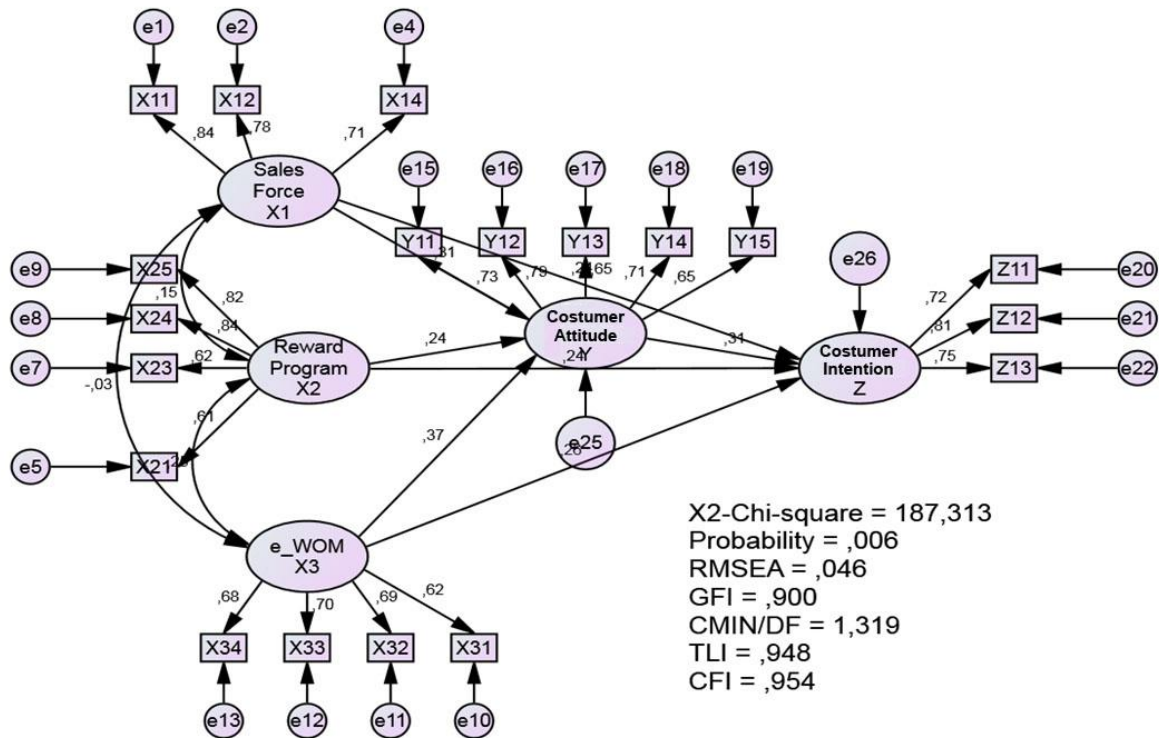 e1
e2
e4
X11
X12
X14
,84
,78
,71
Sales
Force
X1
e15
e16
e17
e18
e19
Y11
Y12
Y13
Y14
Y15
,31
,73
,79
,65
,71
,65
e9
X25
e8
X24
e7
X23
e5
X21
,15
,82
,84
,62
,61
-,03
Reward
Program
X2
,24
,24
,37
Costumer
Attitude
Y
e25
,31
e26
Costumer
Intention
Z
,72
,81
,75
Z11
Z12
Z13
e20
e21
e22
e_WOM
X3
,68
,70
,69
,62
X34
X33
X32
X31
e13
e12
e11
e10
X2-Chi-square = 187,313
Probability = ,006
RMSEA = ,046
GFI = ,900
CMIN/DF = 1,319
TLI = ,948
CFI = ,954